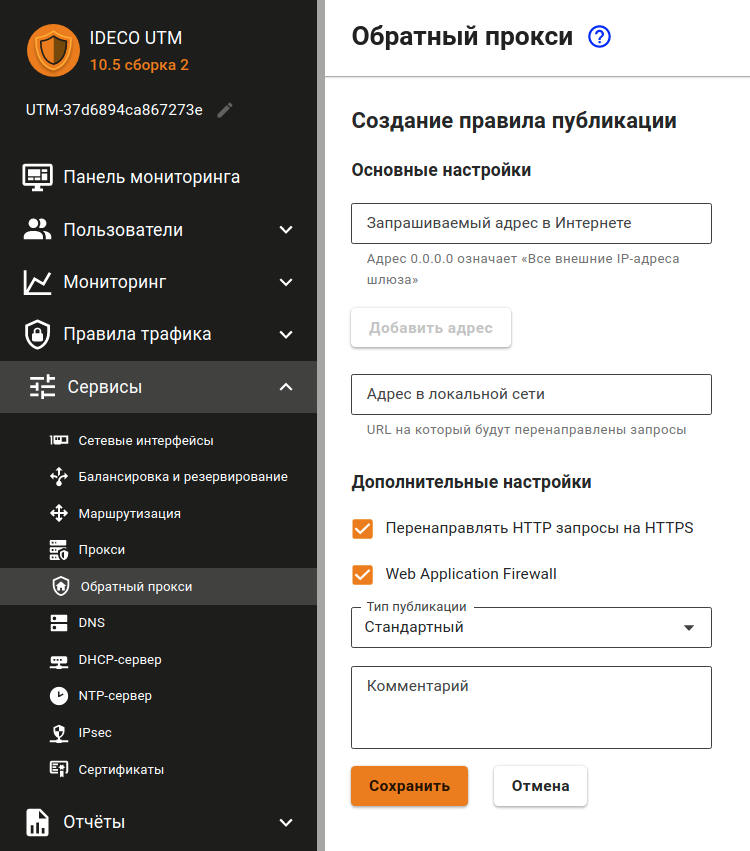 IDECO UTM
10.5 сборка 2
UTM-37d6894ca867273e
Панель мониторинга
Пользователи
Мониторинг
Правила трафика
Сервисы
Сетевые интерфейсы
Балансировка и резервирование
Маршрутизация
Прокси
Обратный прокси
DNS
DHCP-сервер
NTP-сервер
IPsec
Сертификаты
Отчёты
Обратный прокси
Создание правила публикации
Основные настройки
Запрашиваемый адрес в Интернете
Адрес 0.0.0.0 означает «Все внешние IP-адреса
шлюза»
Добавить адрес
Адрес в локальной сети
URL на который будут перенаправлены запросы
Дополнительные настройки
Перенаправлять HTTP запросы на HTTPS
Web Application Firewall
Тип публикации
Стандартный
Комментарий
Сохранить
Отмена